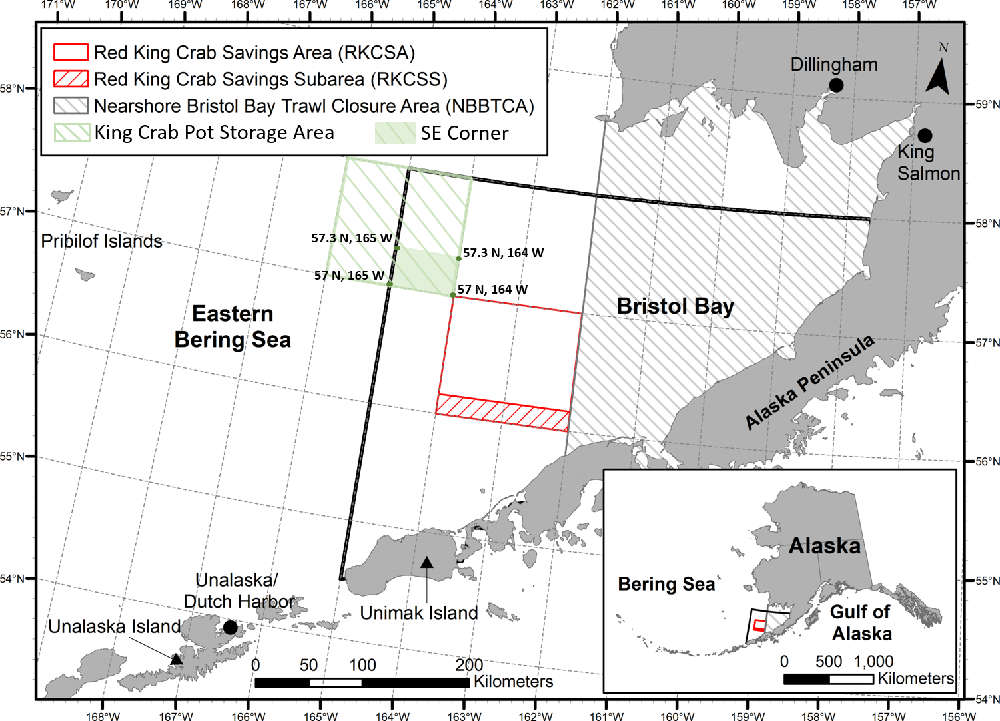 171°W 170°W 169°W 168°W 167°W 166°W 165°W 164°W 163°W 162°W 161°W 160°W 159°W 158°W 157°W
Red King Crab Savings Area (RKCSA)
Red King Crab Savings Subarea (RKCSS)
Nearshore Bristol Bay Trawl Closure Area (NBBTCA)
King Crab Pot Storage Area
SE Corner
N
Dillingham
King
Salmon
58°N
57°N
56°N
55°N
54°N
59°N
58°N
57°N
56°N
55°N
54°N
Pribilof Islands
57.3 N, 165 W
57.3 N, 164 W
57 N, 165 W
57 N, 164 W
Eastern
Bering Sea
Bristol Bay
Alaska Peninsula
Unalaska/
Dutch Harbor
Unalaska Island
Unimak Island
0 50 100 200
Kilometers
Alaska
Bering Sea
Gulf of
Alaska
0 500 1,000
Kilometers
168°W 167°W 166°W 165°W 164°W 163°W 162°W 161°W 160°W 159°W 158°W 157°W 156°W